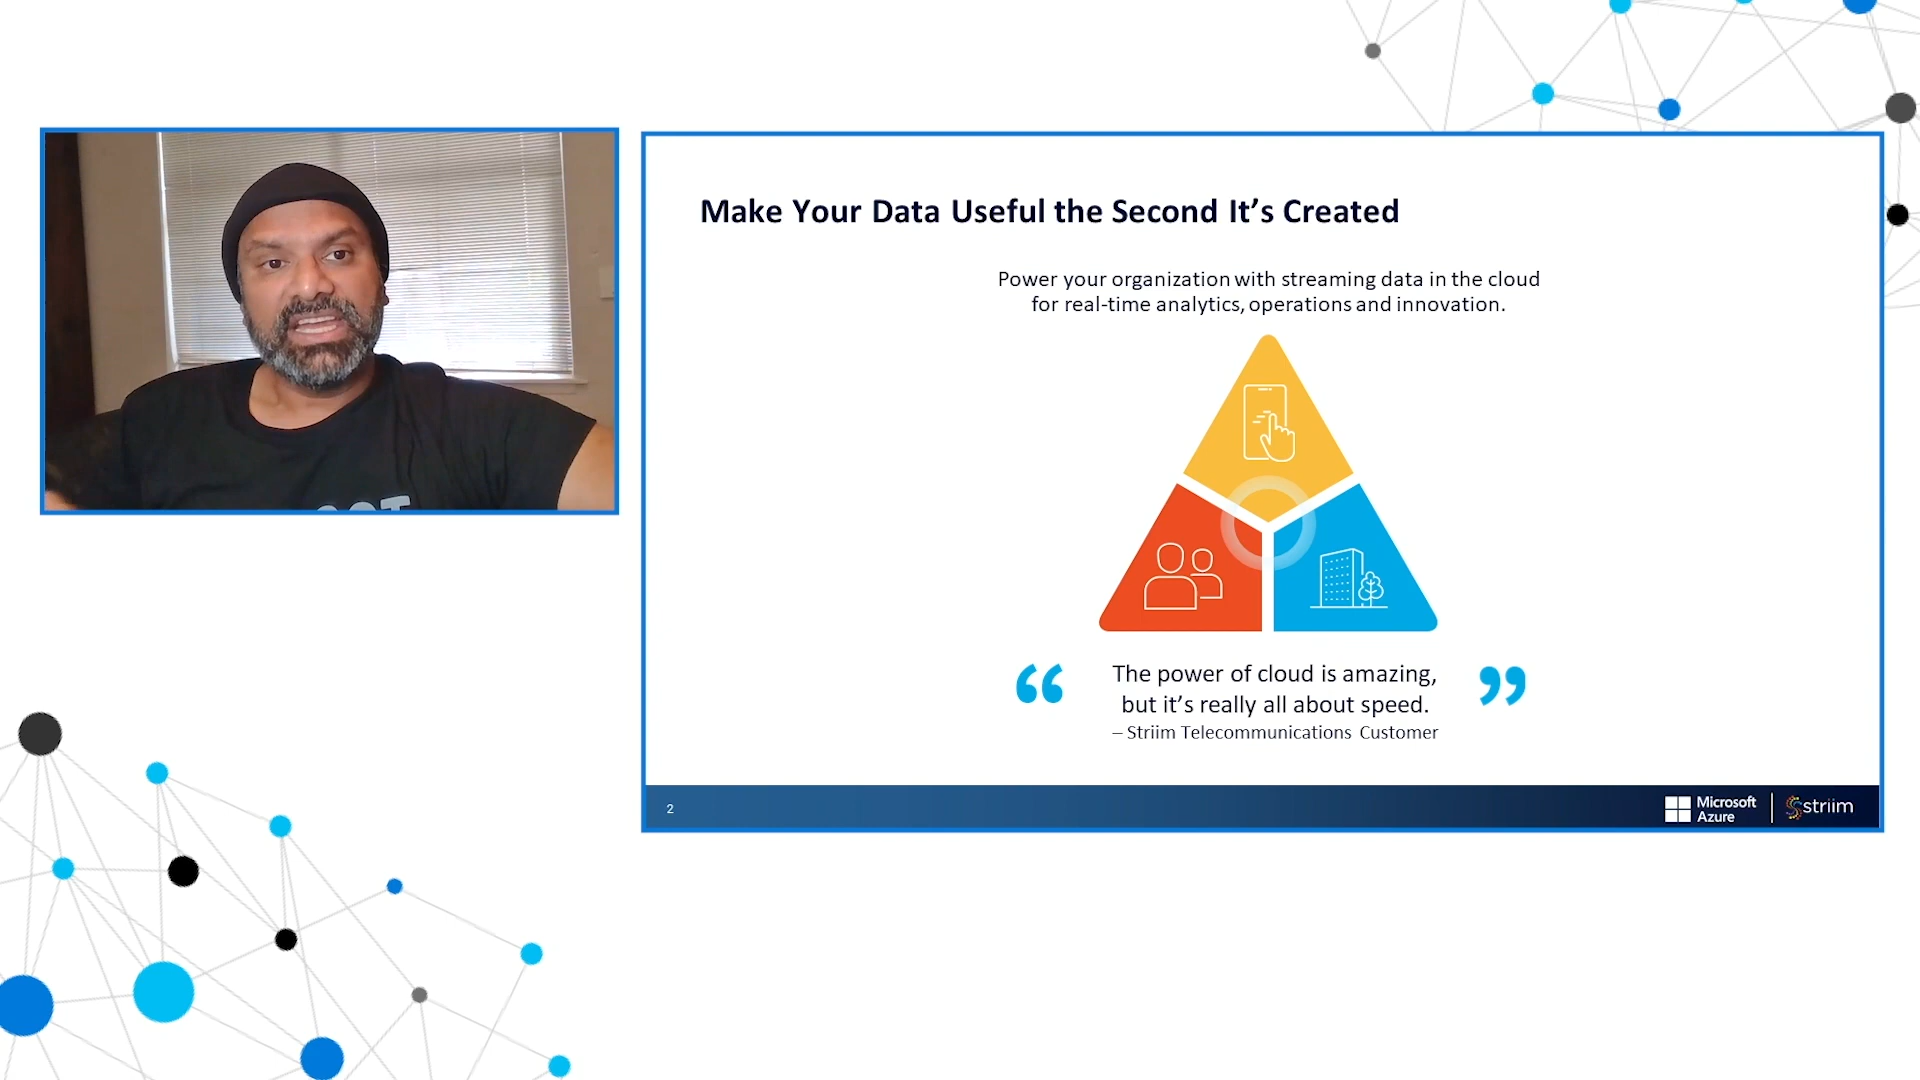 Make Your Data Useful the Second It’s Created
Power your organization with streaming data in the cloud
for real-time analytics, operations and innovation.
“ The power of cloud is amazing, ”
but it’s really all about speed.
– Striim Telecommunications Customer
2
Microsoft
Azure
striim